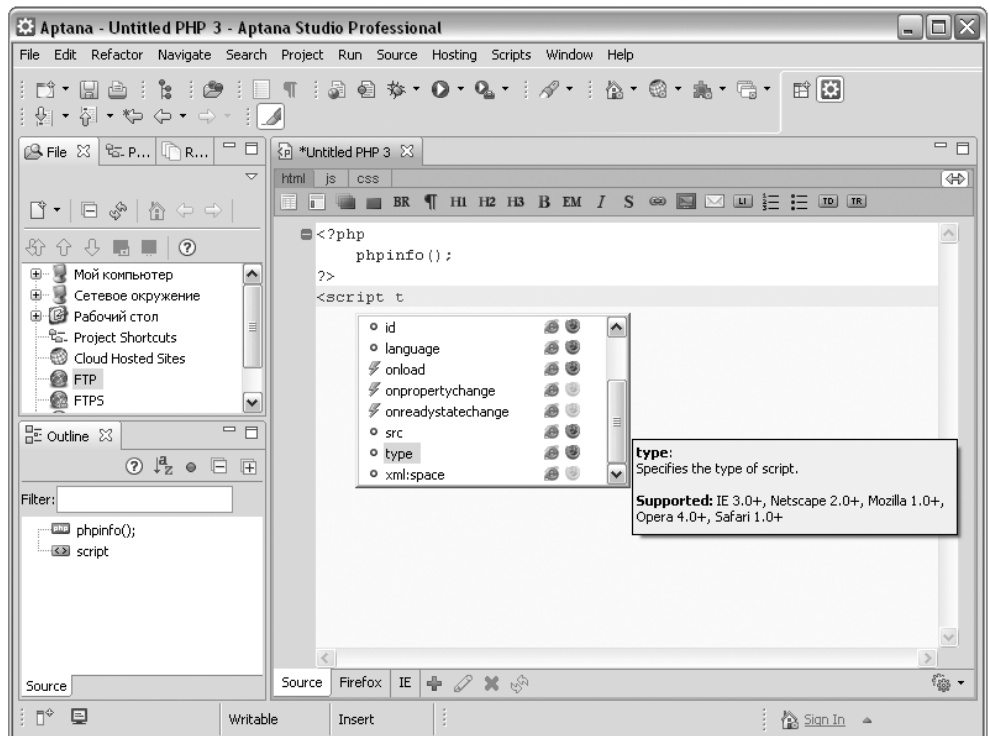 Aptana - Untitled PHP 3 - Aptana Studio Professional
File Edit Refactor Navigate Search Project Run Source Hosting Scripts Window Help
File P... R...
Мой компьютер
Сетевое окружение
Рабочий стол
Project Shortcuts
Cloud Hosted Sites
FTP
FTPS
Outline
Filter:
phpinfo();
script
Source
*Untitled PHP 3
html js css
BR ¶ H1 H2 H3 B EM I S LI TD TR
<?php
phpinfo();
?>
<script t
id
language
onload
onpropertychange
onreadystatechange
src
type
xml:space
type:
Specifies the type of script.
Supported: IE 3.0+, Netscape 2.0+, Mozilla 1.0+,
Opera 4.0+, Safari 1.0+
Source Firefox IE
Writable Insert Sign In